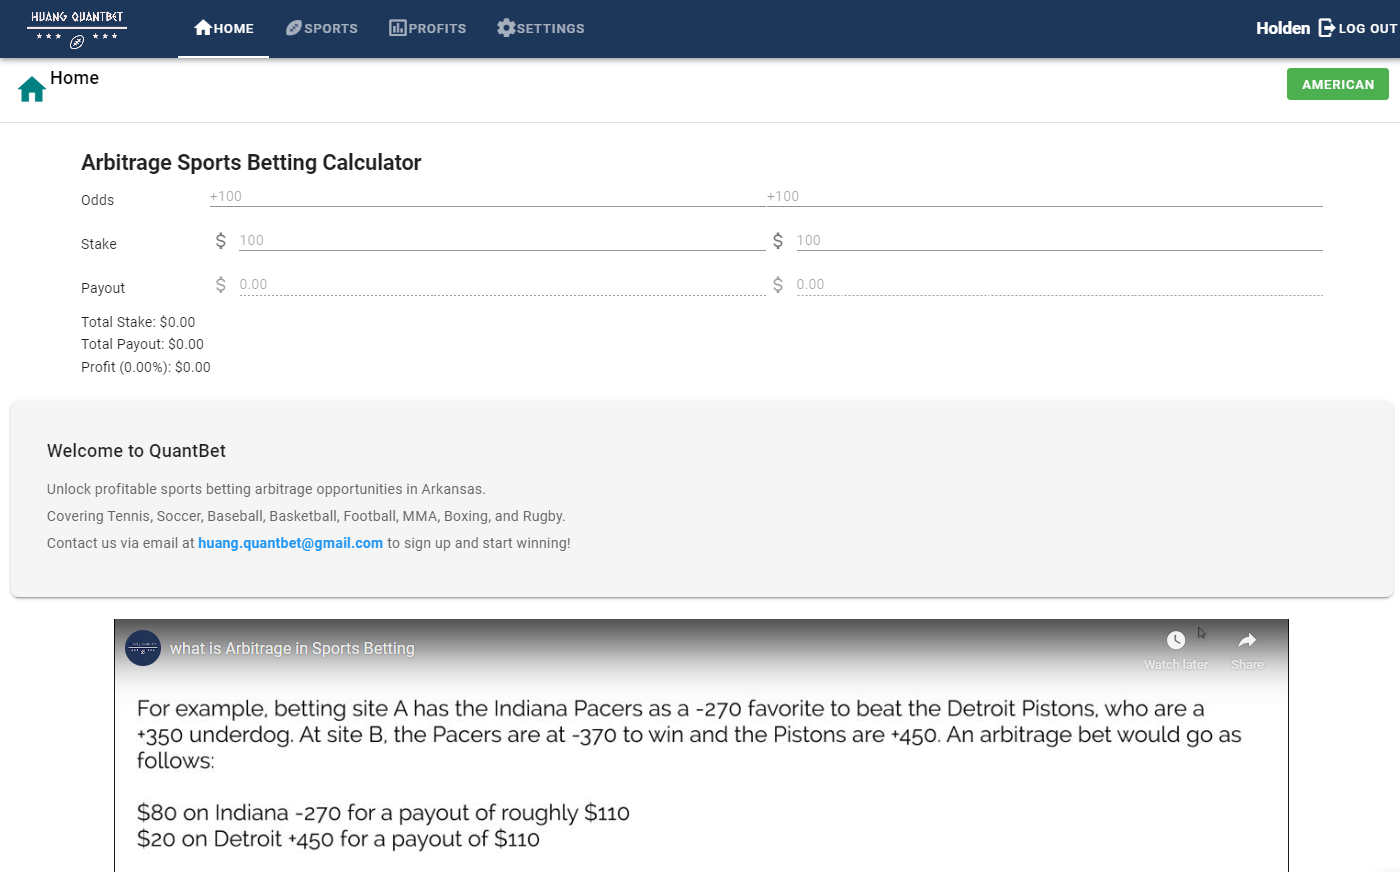 HUANG QUANTBET
HOME SPORTS PROFITS SETTINGS
Holden LOG OUT
Home
AMERICAN
Arbitrage Sports Betting Calculator
Odds +100 +100
Stake $ 100 $ 100
Payout $ 0.00 $ 0.00
Total Stake: $0.00
Total Payout: $0.00
Profit (0.00%): $0.00
Welcome to QuantBet
Unlock profitable sports betting arbitrage opportunities in Arkansas.
Covering Tennis, Soccer, Baseball, Basketball, Football, MMA, Boxing, and Rugby.
Contact us via email at huang.quantbet@gmail.com to sign up and start winning!
what is Arbitrage in Sports Betting
Watch later Share
For example, betting site A has the Indiana Pacers as a -270 favorite to beat the Detroit Pistons, who are a
+350 underdog. At site B, the Pacers are at -370 to win and the Pistons are +450. An arbitrage bet would go as
follows:
$80 on Indiana -270 for a payout of roughly $110
$20 on Detroit +450 for a payout of $110